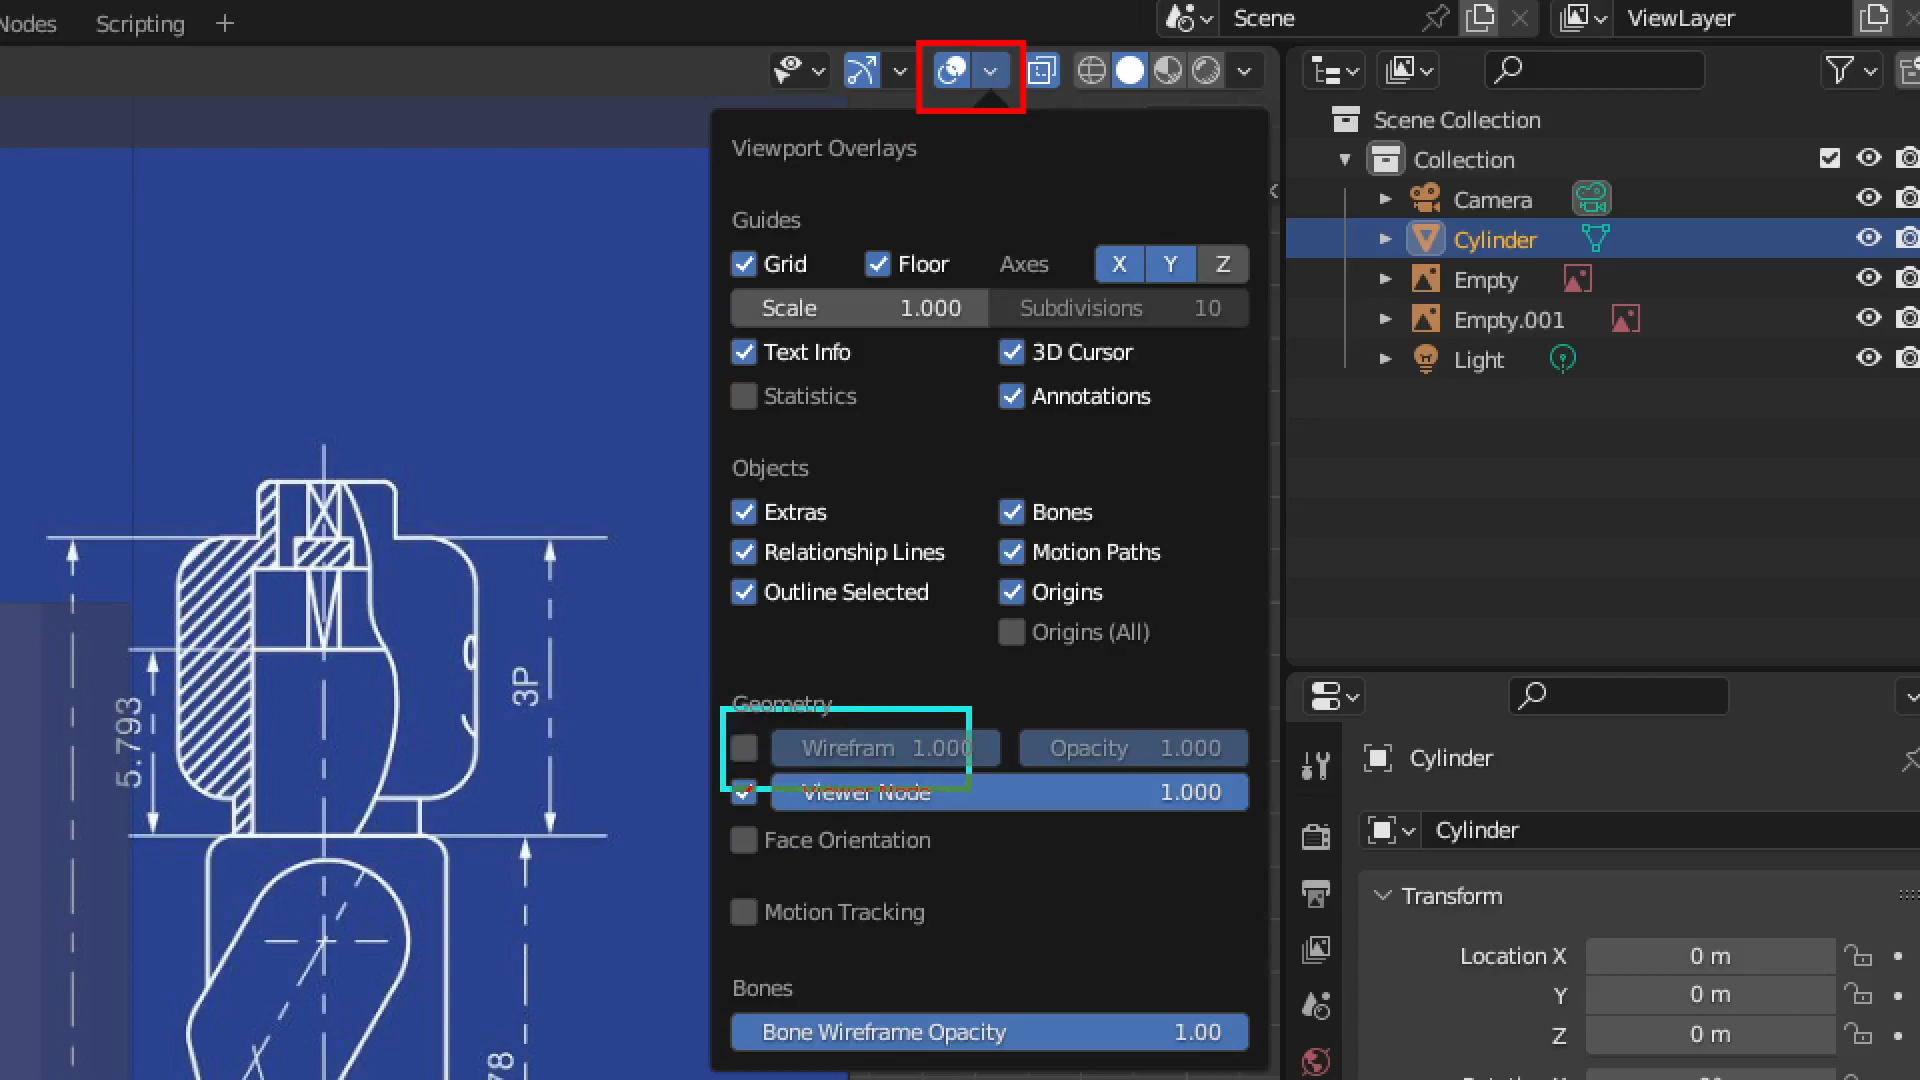 Nodes
Scripting
+
Scene
ViewLayer
Viewport Overlays
Guides
Grid
Floor
Axes
X
Y
Z
Scale 1.000
Subdivisions 10
Text Info
3D Cursor
Statistics
Annotations
Objects
Extras
Bones
Relationship Lines
Motion Paths
Outline Selected
Origins
Origins (All)
Geometry
Wirefram 1.000
Opacity 1.000
Viewer Node 1.000
Face Orientation
Motion Tracking
Bones
Bone Wireframe Opacity 1.00
5.793
3P
78
Scene Collection
Collection
Camera
Cylinder
Empty
Empty.001
Light
Cylinder
Cylinder
Transform
Location X 0 m
Y 0 m
Z 0 m